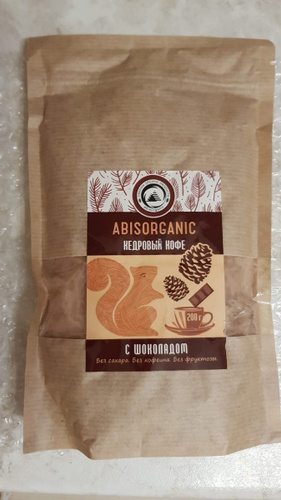 ABISORGANIC
КЕДРОВЫЙ КОФЕ
200 г
С ШОКОЛАДОМ
Без сахара. Без кофеина. Без фруктозы.